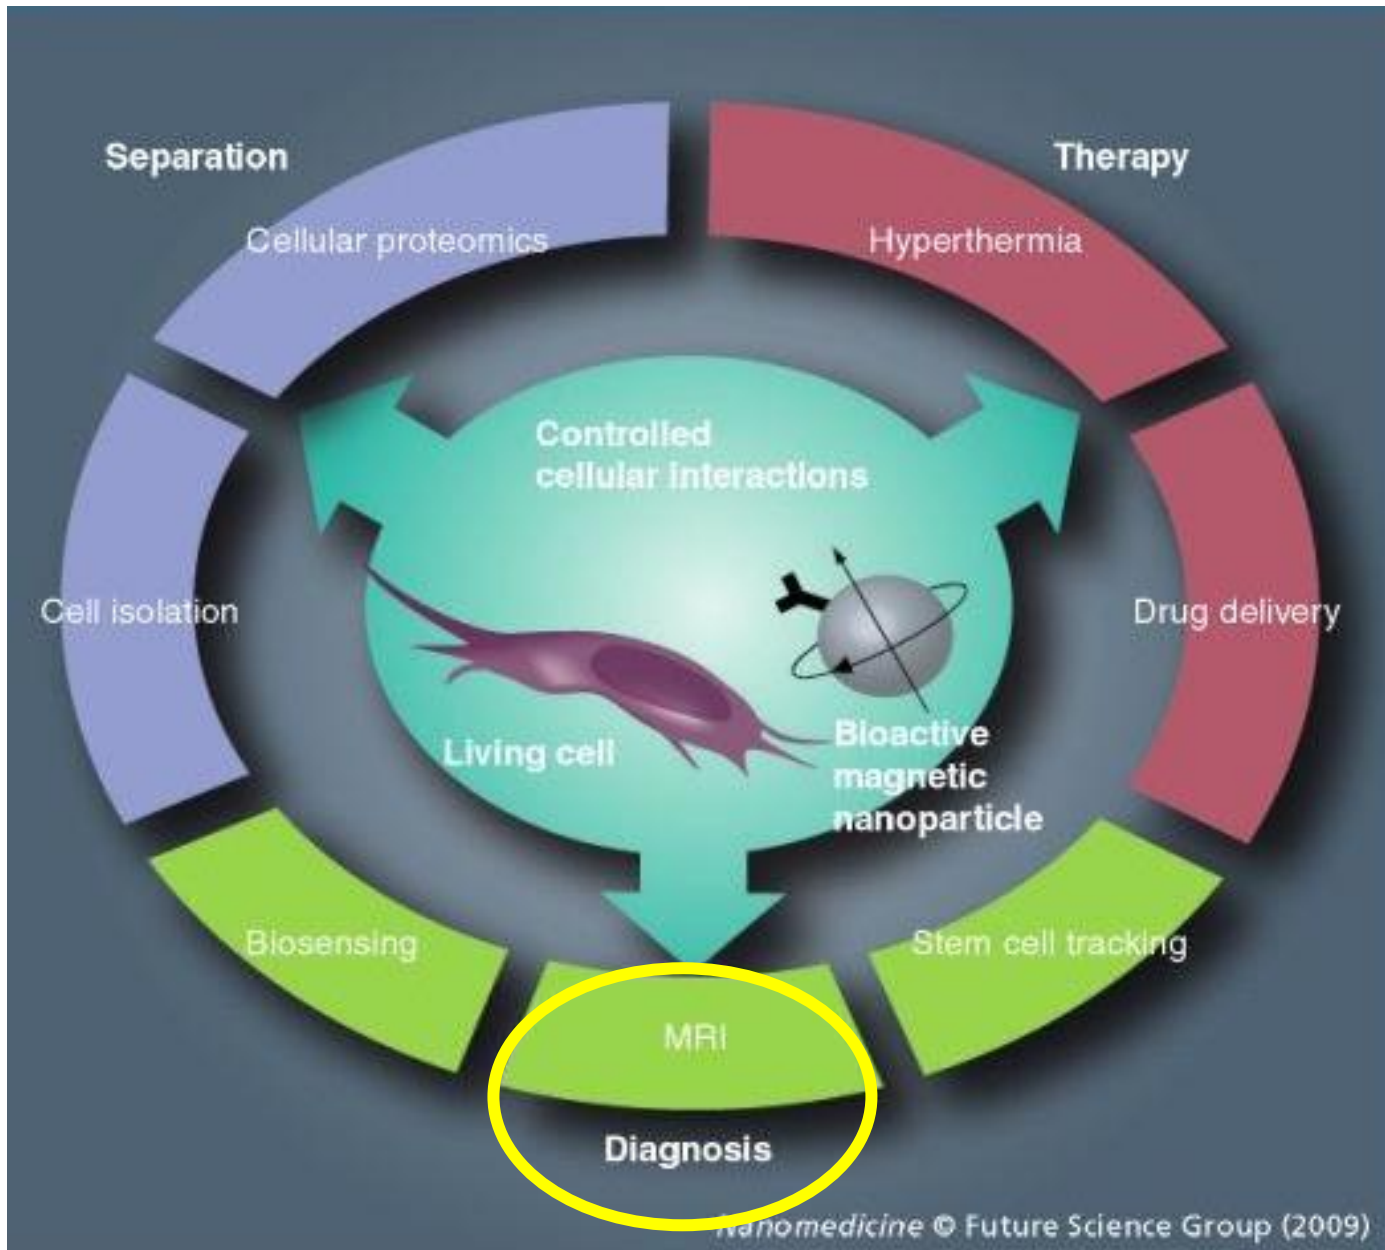 Separation
Therapy
Cellular proteomics
Hyperthermia
Controlled
cellular interactions
Cell isolation
Drug delivery
Living cell
Bioactive
magnetic
nanoparticle
Biosensing
Stem cell tracking
MRI
Diagnosis
Nanomedicine © Future Science Group (2009)